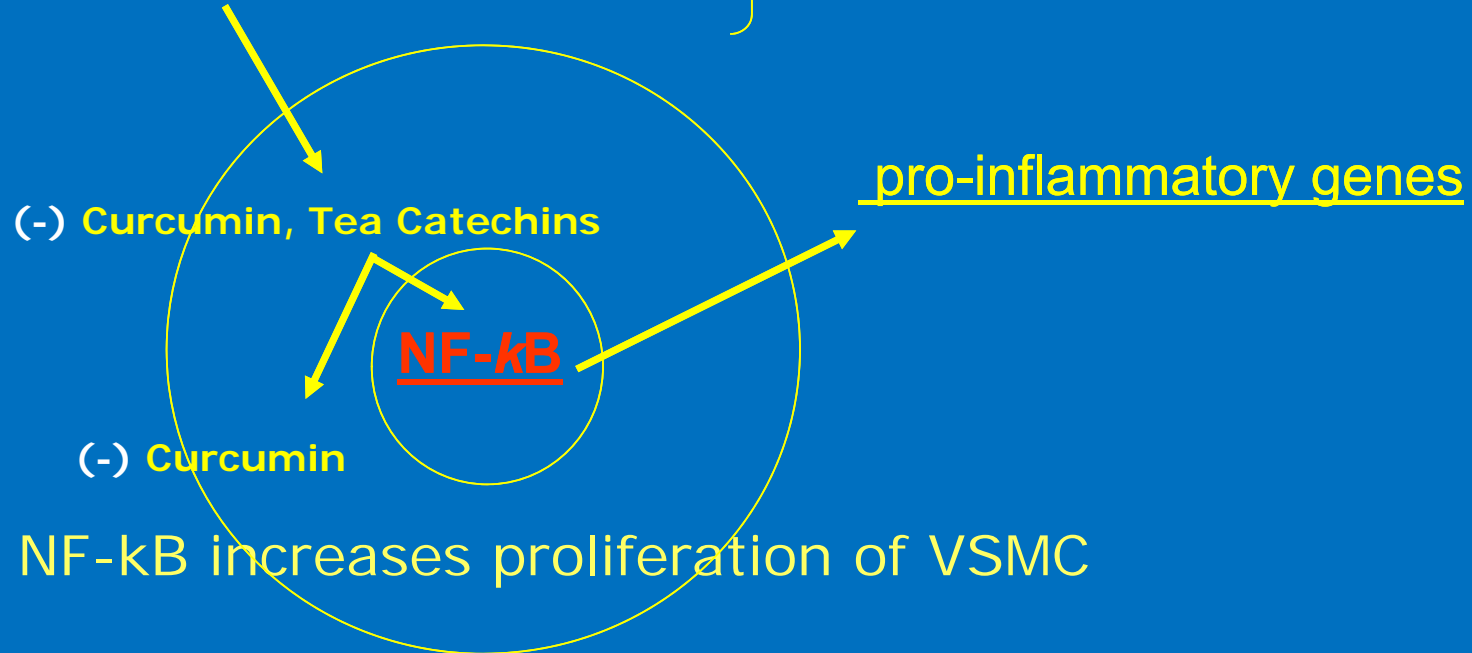 pro-inflammatory genes
(-) Curcumin, Tea Catechins
NF-kB
(-) Curcumin
NF-kB increases proliferation of VSMC